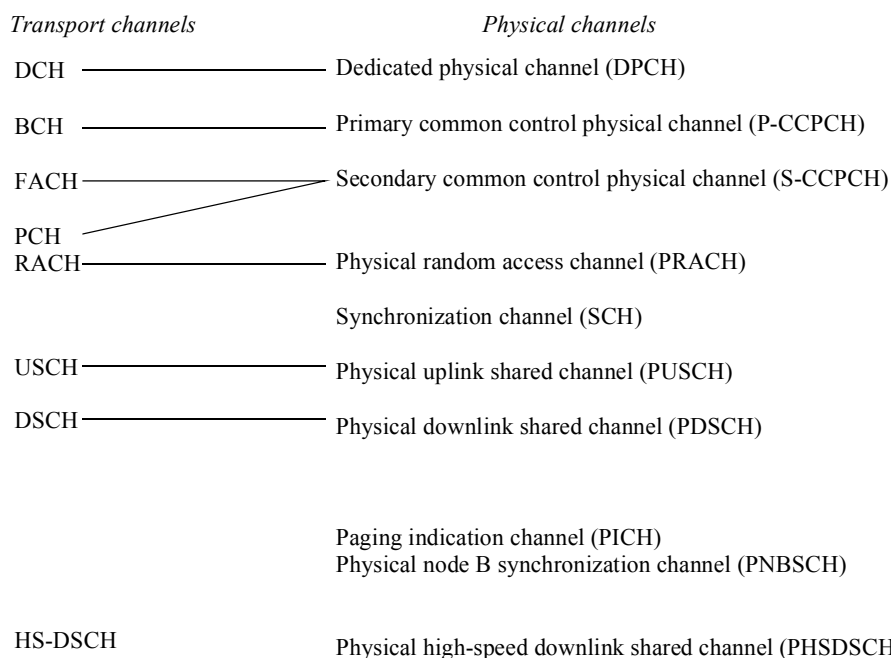 Transport channels Physical channels
DCH Dedicated physical channel (DPCH)
BCH Primary common control physical channel (P-CCPCH)
FACH Secondary common control physical channel (S-CCPCH)
PCH
RACH Physical random access channel (PRACH)
Synchronization channel (SCH)
USCH Physical uplink shared channel (PUSCH)
DSCH Physical downlink shared channel (PDSCH)
Paging indication channel (PICH)
Physical node B synchronization channel (PNBSCH)
HS-DSCH Physical high-speed downlink shared channel (PHSDSCH